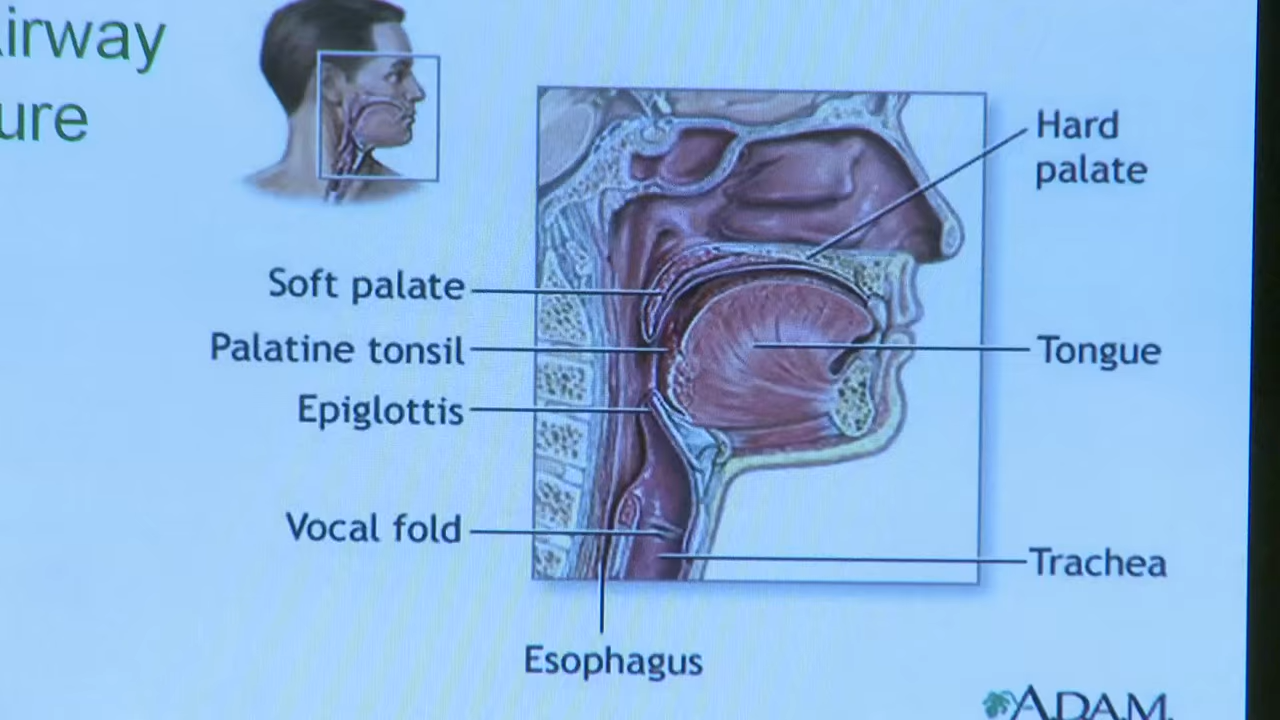 irway
ure
Hard
palate
Soft palate
Palatine tonsil
Tongue
Epiglottis
Vocal fold
Trachea
Esophagus
A.D.A.M.